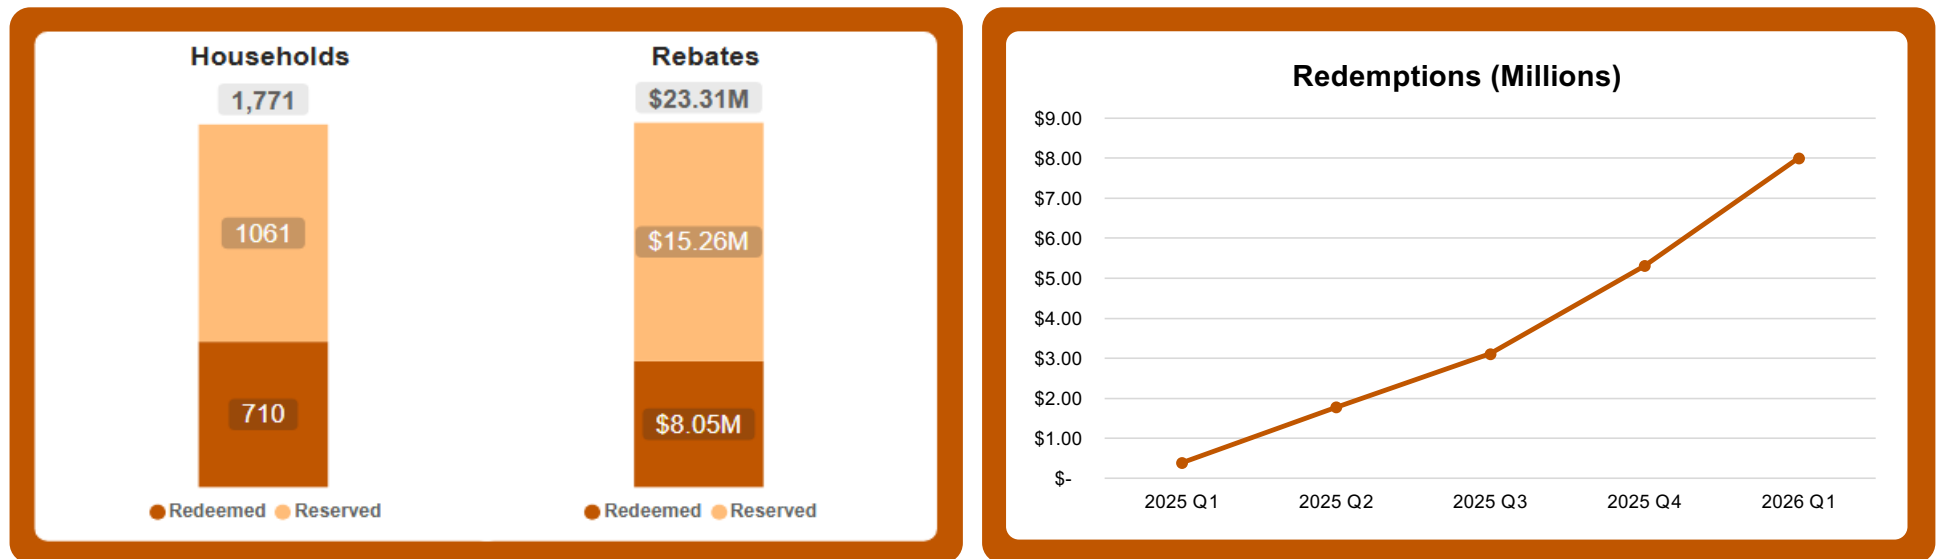 Households
1,771
1061
710
Redeemed Reserved
Rebates
$23.31M
$15.26M
$8.05M
Redeemed Reserved
Redemptions (Millions)
$9.00
$8.00
$7.00
$6.00
$5.00
$4.00
$3.00
$2.00
$1.00
$-
2025 Q1 2025 Q2 2025 Q3 2025 Q4 2026 Q1